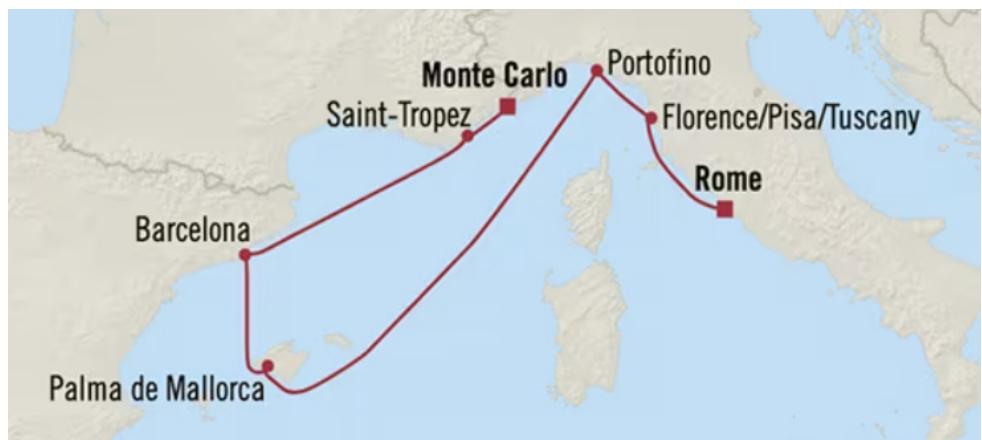 Portofino
Monte Carlo
Saint-Tropez
Florence/Pisa/Tuscany
Rome
Barcelona
Palma de Mallorca